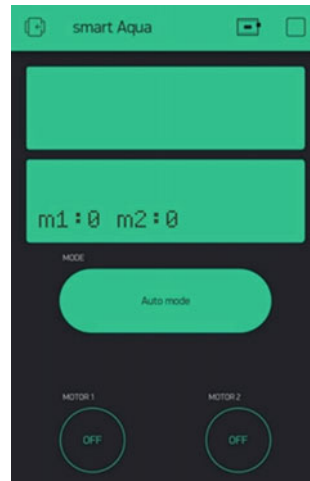 smart Aqua
m1:0 m2:0
MODE
Auto mode
MOTOR 1 MOTOR 2
OFF OFF